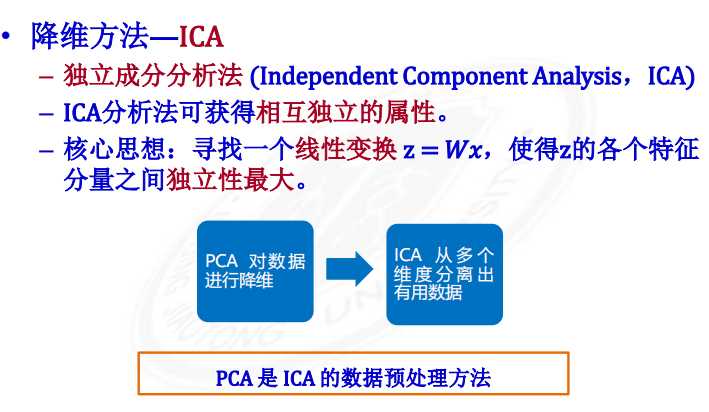 • 降维方法—ICA
– 独立成分分析法 (Independent Component Analysis，ICA)
– ICA分析法可获得相互独立的属性。
– 核心思想：寻找一个线性变换 z = Wx，使得z的各个特征
分量之间独立性最大。
PCA 对数据
进行降维
ICA 从多个
维度分离出
有用数据
PCA 是 ICA 的数据预处理方法